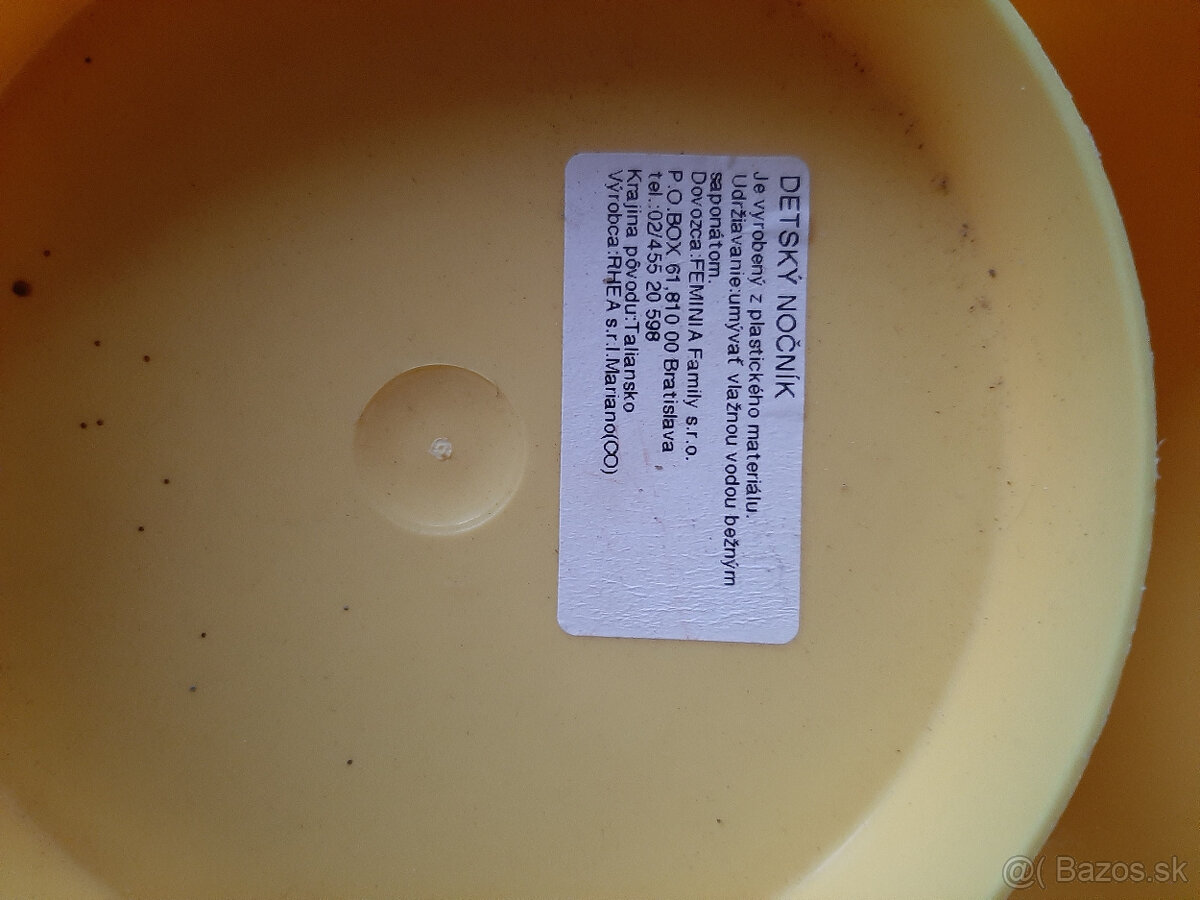 DETSKÝ NOČNÍK
Je vyrobený z plastického materiálu.
Udržiavanie:umývať vlažnou vodou bežným
saponátom.
Dovozca:FEMINIA Family s.r.o.
P.O.BOX 61,810 00 Bratislava
tel.:02/455 20 598
Krajina pôvodu:Taliansko
Výrobca:RHEA s.r.l.Mariano(CO)
@( Bazos.sk